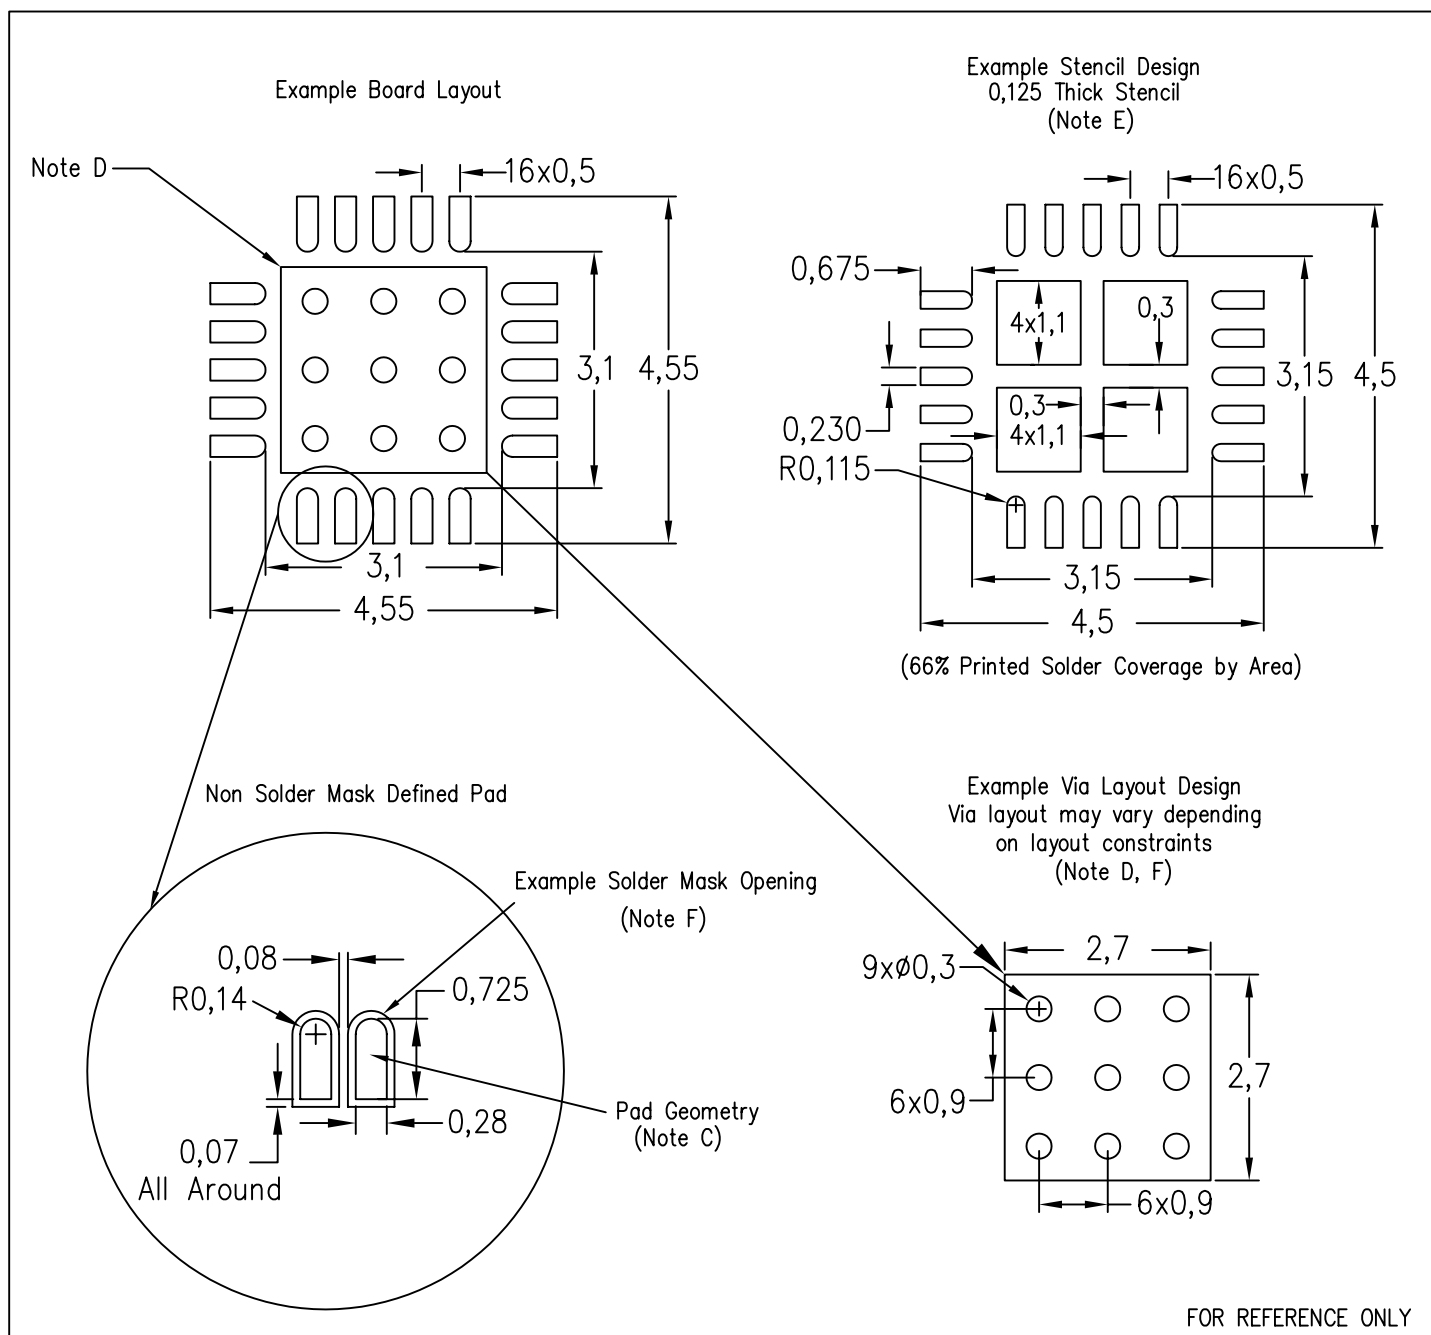 Example Board Layout
Note D
16x0,5
3,1
4,55
3,1
4,55
Example Stencil Design
0,125 Thick Stencil
(Note E)
16x0,5
0,675
4x1,1
0,3
3,15
4,5
0,230
0,3
4x1,1
R0,115
3,15
4,5
(66% Printed Solder Coverage by Area)
Non Solder Mask Defined Pad
Example Solder Mask Opening
(Note F)
0,08
R0,14
0,725
Pad Geometry
(Note C)
0,28
0,07
All Around
Example Via Layout Design
Via layout may vary depending
on layout constraints
(Note D, F)
2,7
9xø0,3
2,7
6x0,9
6x0,9
FOR REFERENCE ONLY